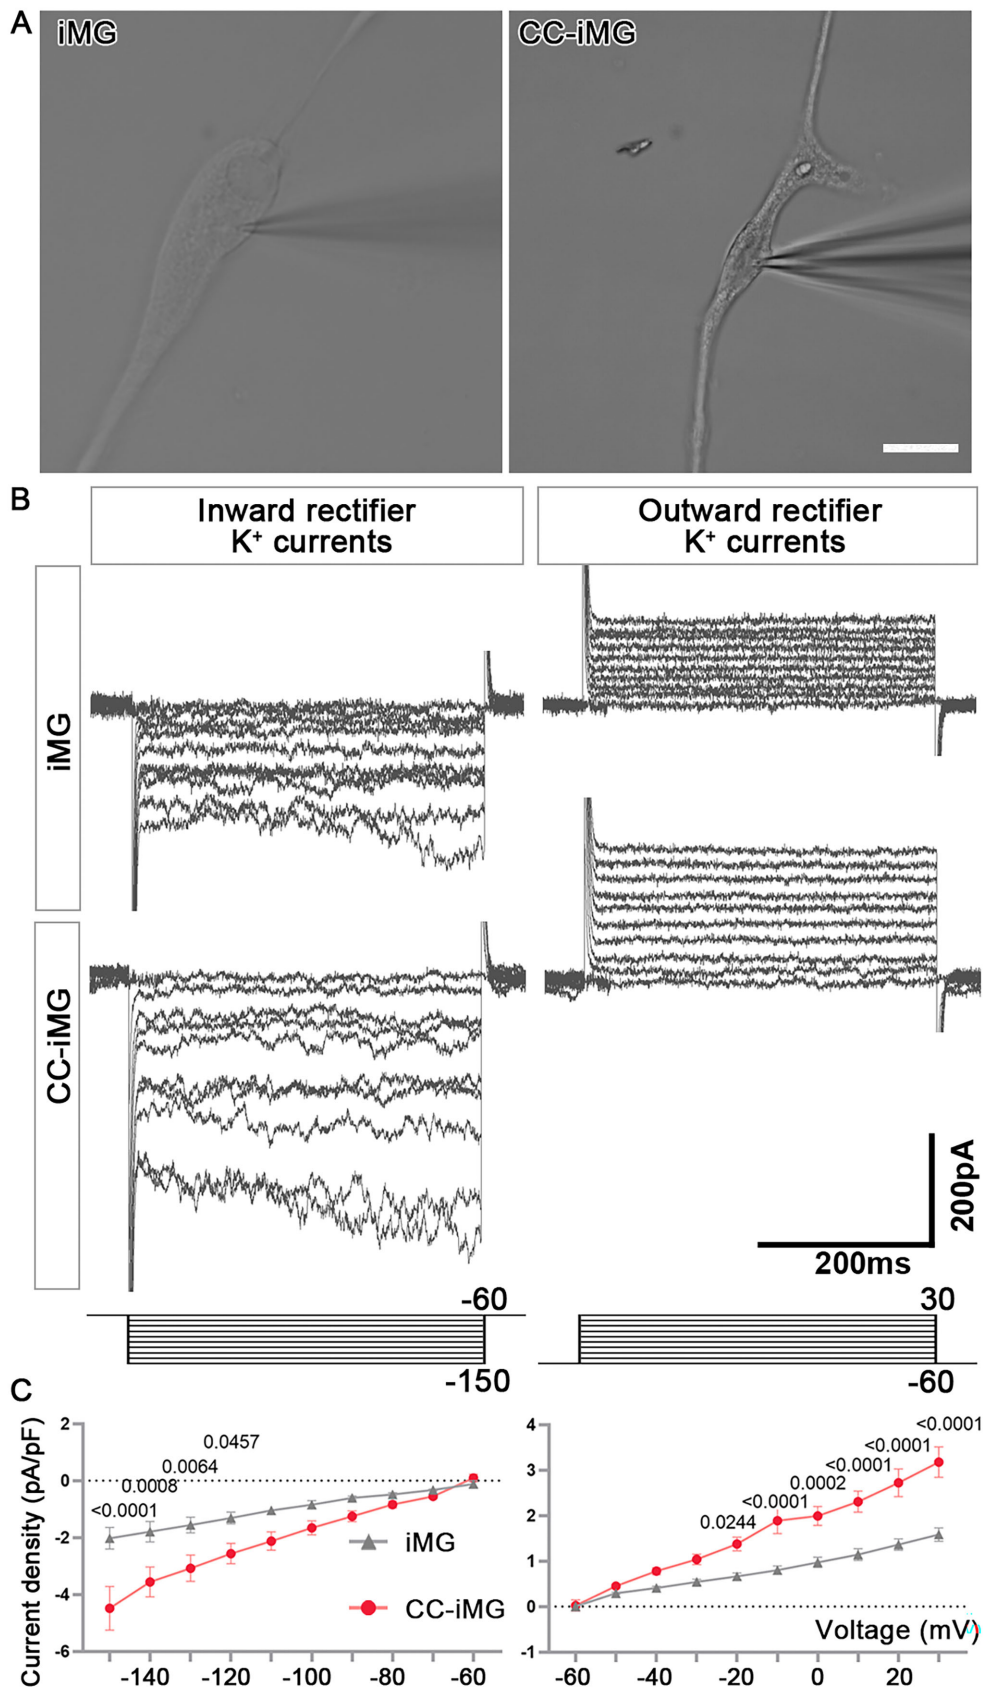 A
iMG
CC-iMG
B
Inward rectifier
K⁺ currents
Outward rectifier
K⁺ currents
iMG
CC-iMG
200pA
200ms
-60
-150
30
-60
C
Current density (pA/pF)
2
0
-2
-4
-6
<0.0001
0.0008
0.0064
0.0457
iMG
CC-iMG
-140
-120
-100
-80
-60
4
3
2
1
0
-1
0.0244
<0.0001
0.0002
<0.0001
<0.0001
<0.0001
Voltage (mV)
-60
-40
-20
0
20